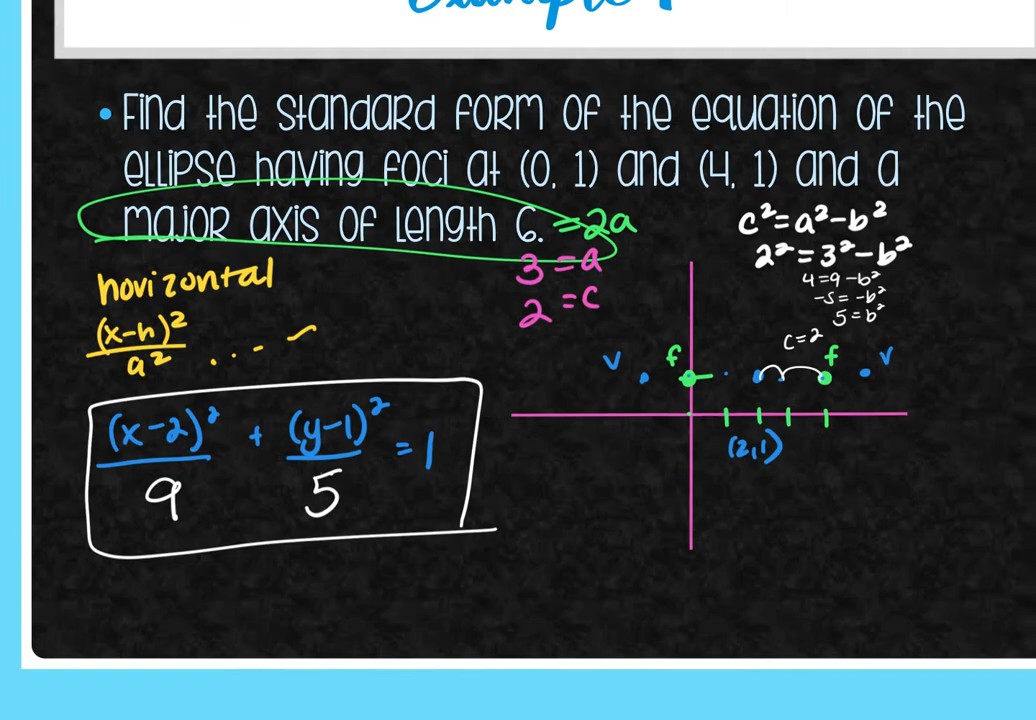 Example 1
• Find the standard form of the equation of the
ellipse having foci at (0, 1) and (4, 1) and a
major axis of length 6. = 2a
3 = a
2 = c
c² = a² - b²
2² = 3² - b²
4 = 9 - b²
-5 = -b²
5 = b²
horizontal
(x-h)²
a² . . . -
c = 2
v f f v
(2,1)
(x-2)² + (y-1)² = 1
9 5